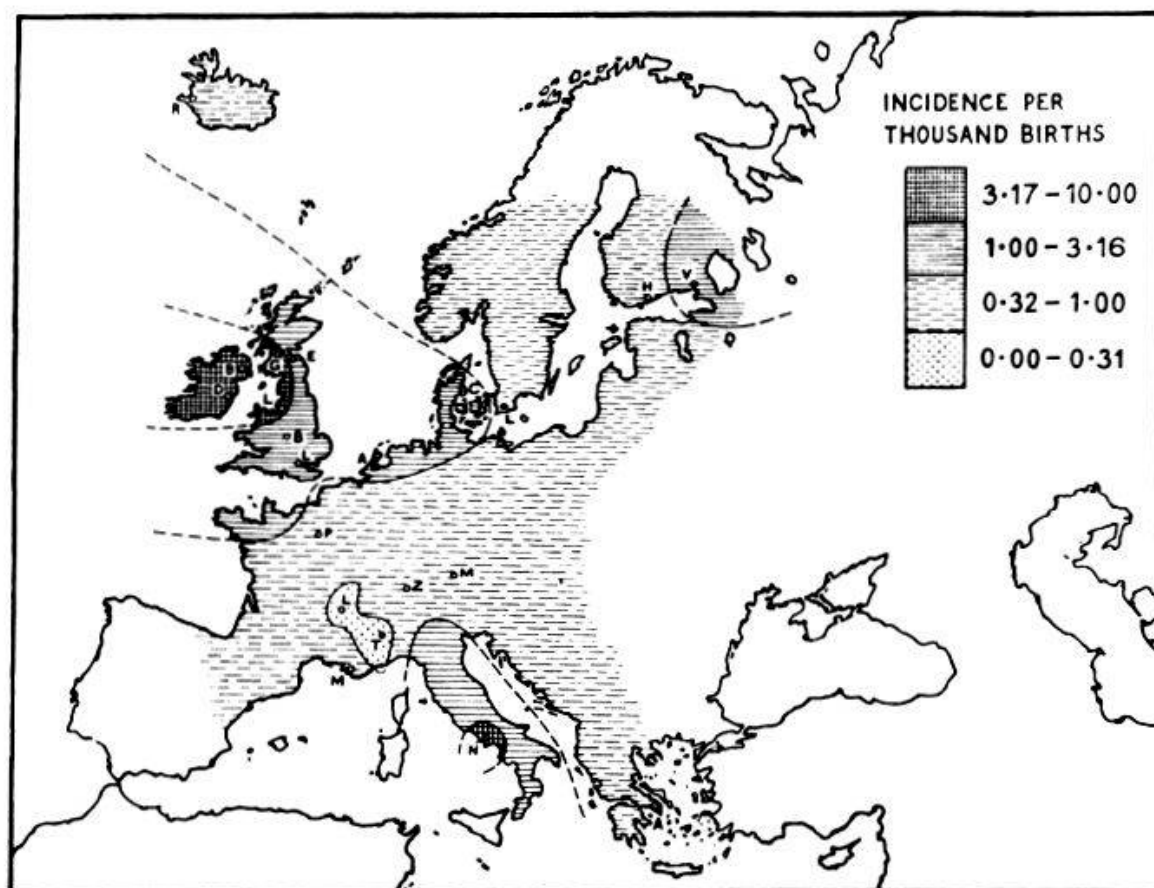 INCIDENCE PER
THOUSAND BIRTHS
3·17 – 10·00
1·00 – 3·16
0·32 – 1·00
0·00 – 0·31
R
V
H
E
G
B
D
L
B
L
C
L
A
P
M
Z
L
T
M
N
A